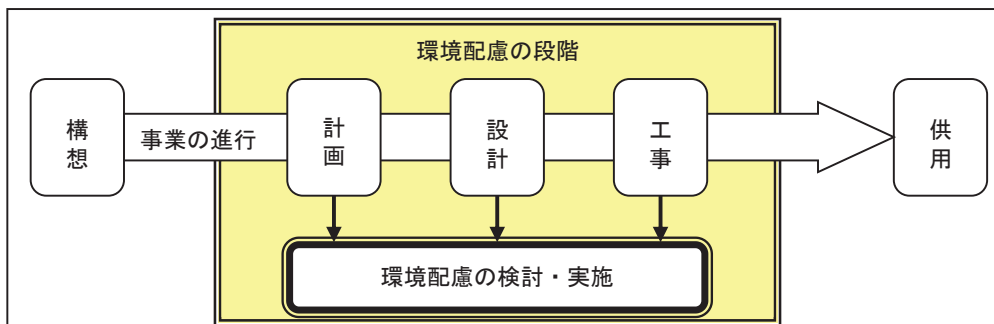 環境配慮の段階
構想
事業の進行
計画
設計
工事
供用
環境配慮の検討・実施